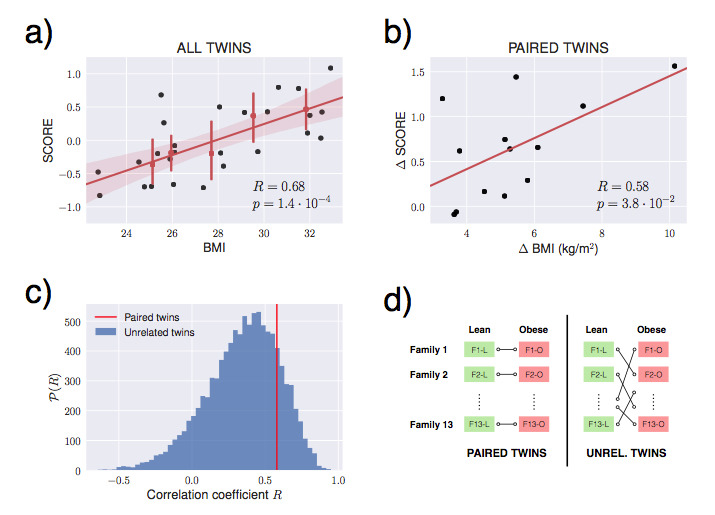 a)
ALL TWINS
SCORE
1.0
0.5
0.0
−0.5
−1.0
R = 0.68
p = 1.4 · 10⁻⁴
24 26 28 30 32
BMI
b)
PAIRED TWINS
Δ SCORE
1.5
1.0
0.5
0.0
R = 0.58
p = 3.8 · 10⁻²
4 6 8 10
Δ BMI (kg/m²)
c)
Paired twins
Unrelated twins
P(R)
500
400
300
200
100
0
−0.5 0.0 0.5 1.0
Correlation coefficient R
d)
Lean Obese Lean Obese
Family 1 F1-L F1-O F1-L F1-O
Family 2 F2-L F2-O F2-L F2-O
Family 13 F13-L F13-O F13-L F13-O
PAIRED TWINS UNREL. TWINS